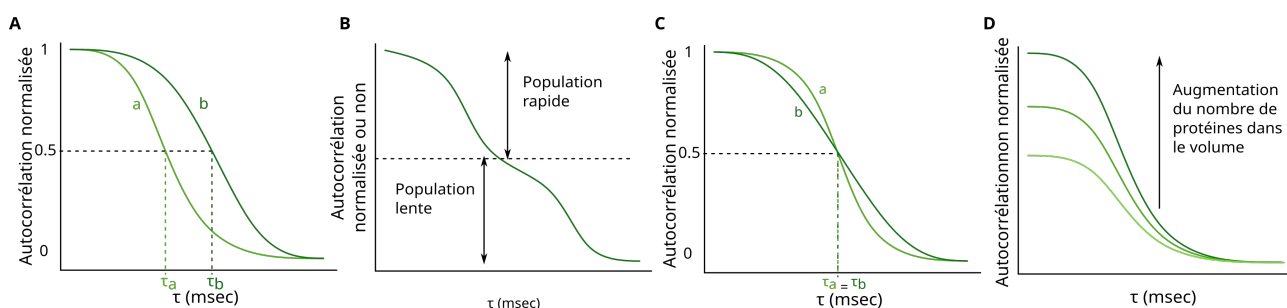 A
Autocorrélation normalisée
1
0.5
0
a
b
τa
τb
τ (msec)
B
Autocorrélation
normalisée ou non
Population
rapide
Population
lente
τ (msec)
C
Autocorrélation normalisée
1
0.5
0
a
b
τa = τb
τ (msec)
D
Autocorrélationnon normalisée
Augmentation
du nombre de
protéines dans
le volume
τ (msec)